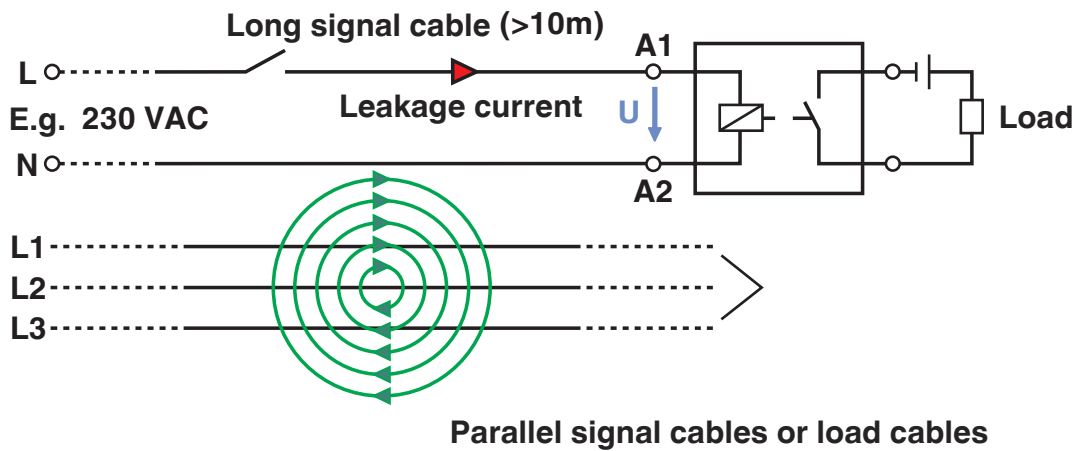 Long signal cable (>10m)
A1
L
Leakage current
U
E.g. 230 VAC
Load
N
A2
L1
L2
L3
Parallel signal cables or load cables